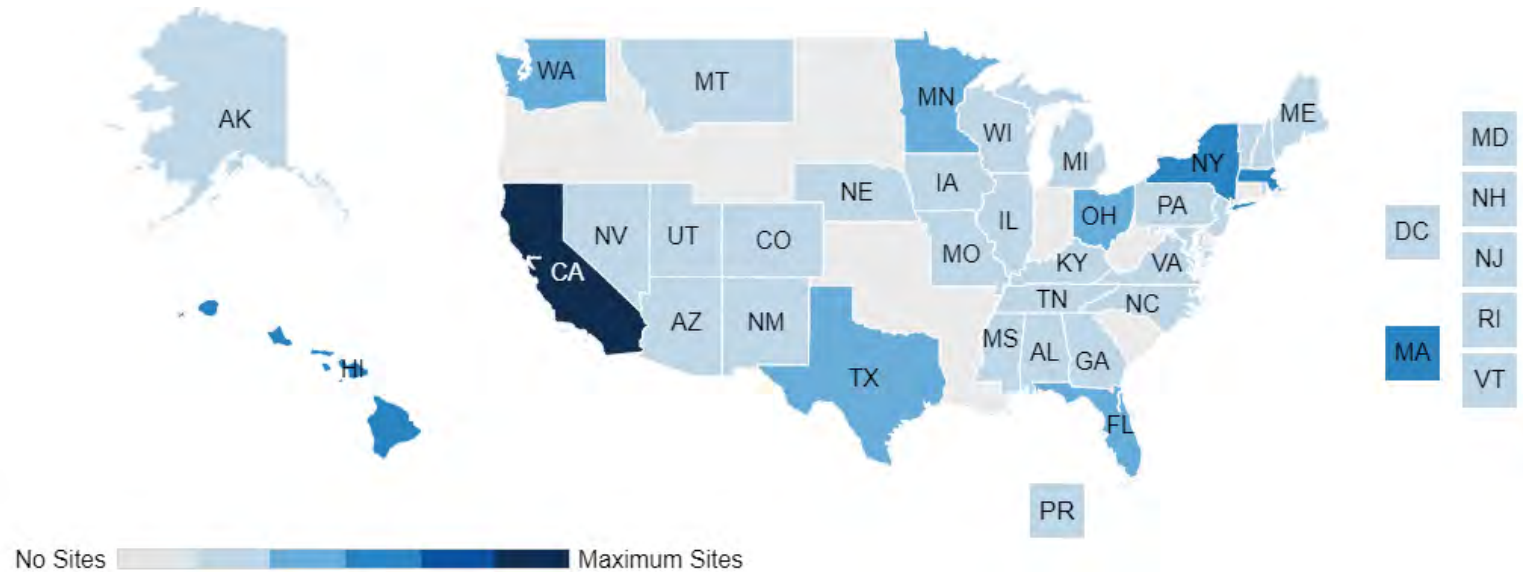 WA
MT
MN
ME
AK
WI
MD
MI
NY
IA
NE
PA
NH
OH
IL
DC
NV
UT
CO
MO
NJ
KY
VA
CA
TN
NC
AZ
NM
RI
MS
AL
GA
MA
HI
TX
VT
FL
PR
No Sites
Maximum Sites